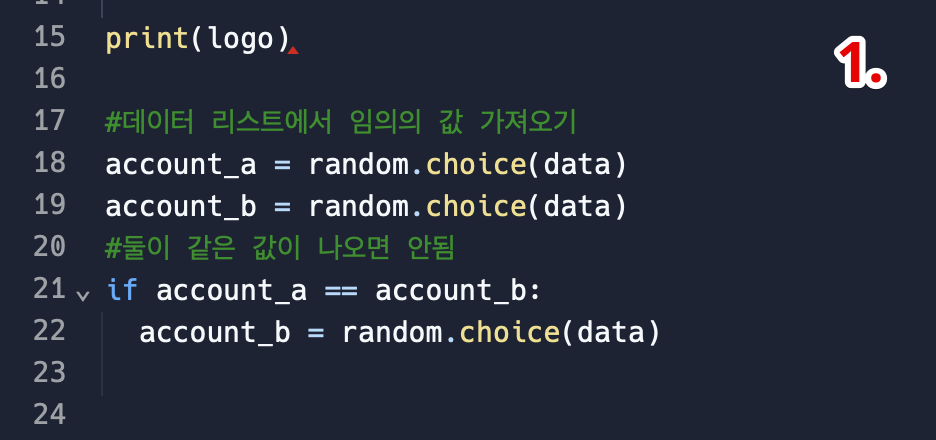 14
15 print(logo)
1.
16
17 #데이터 리스트에서 임의의 값 가져오기
18 account_a = random.choice(data)
19 account_b = random.choice(data)
20 #둘이 같은 값이 나오면 안됨
21 if account_a == account_b:
22 account_b = random.choice(data)
23
24